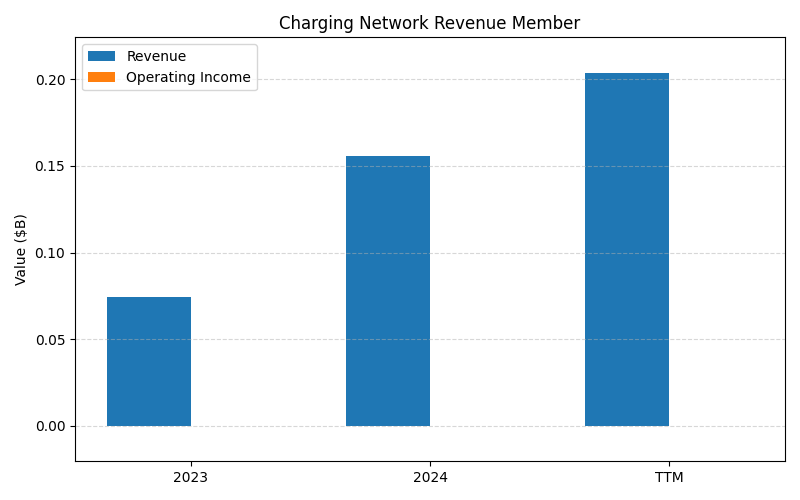 Charging Network Revenue Member
Revenue
Operating Income
Value ($B)
0.20
0.15
0.10
0.05
0.00
2023
2024
TTM